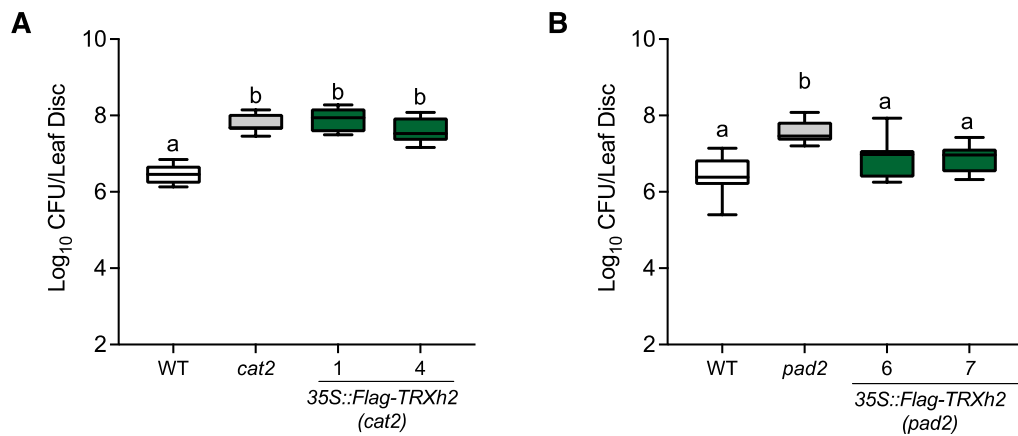 A
Log10 CFU/Leaf Disc
10
8
6
4
2
a
b
b
b
WT
cat2
1
4
35S::Flag-TRXh2
(cat2)
B
Log10 CFU/Leaf Disc
10
8
6
4
2
a
b
a
a
WT
pad2
6
7
35S::Flag-TRXh2
(pad2)